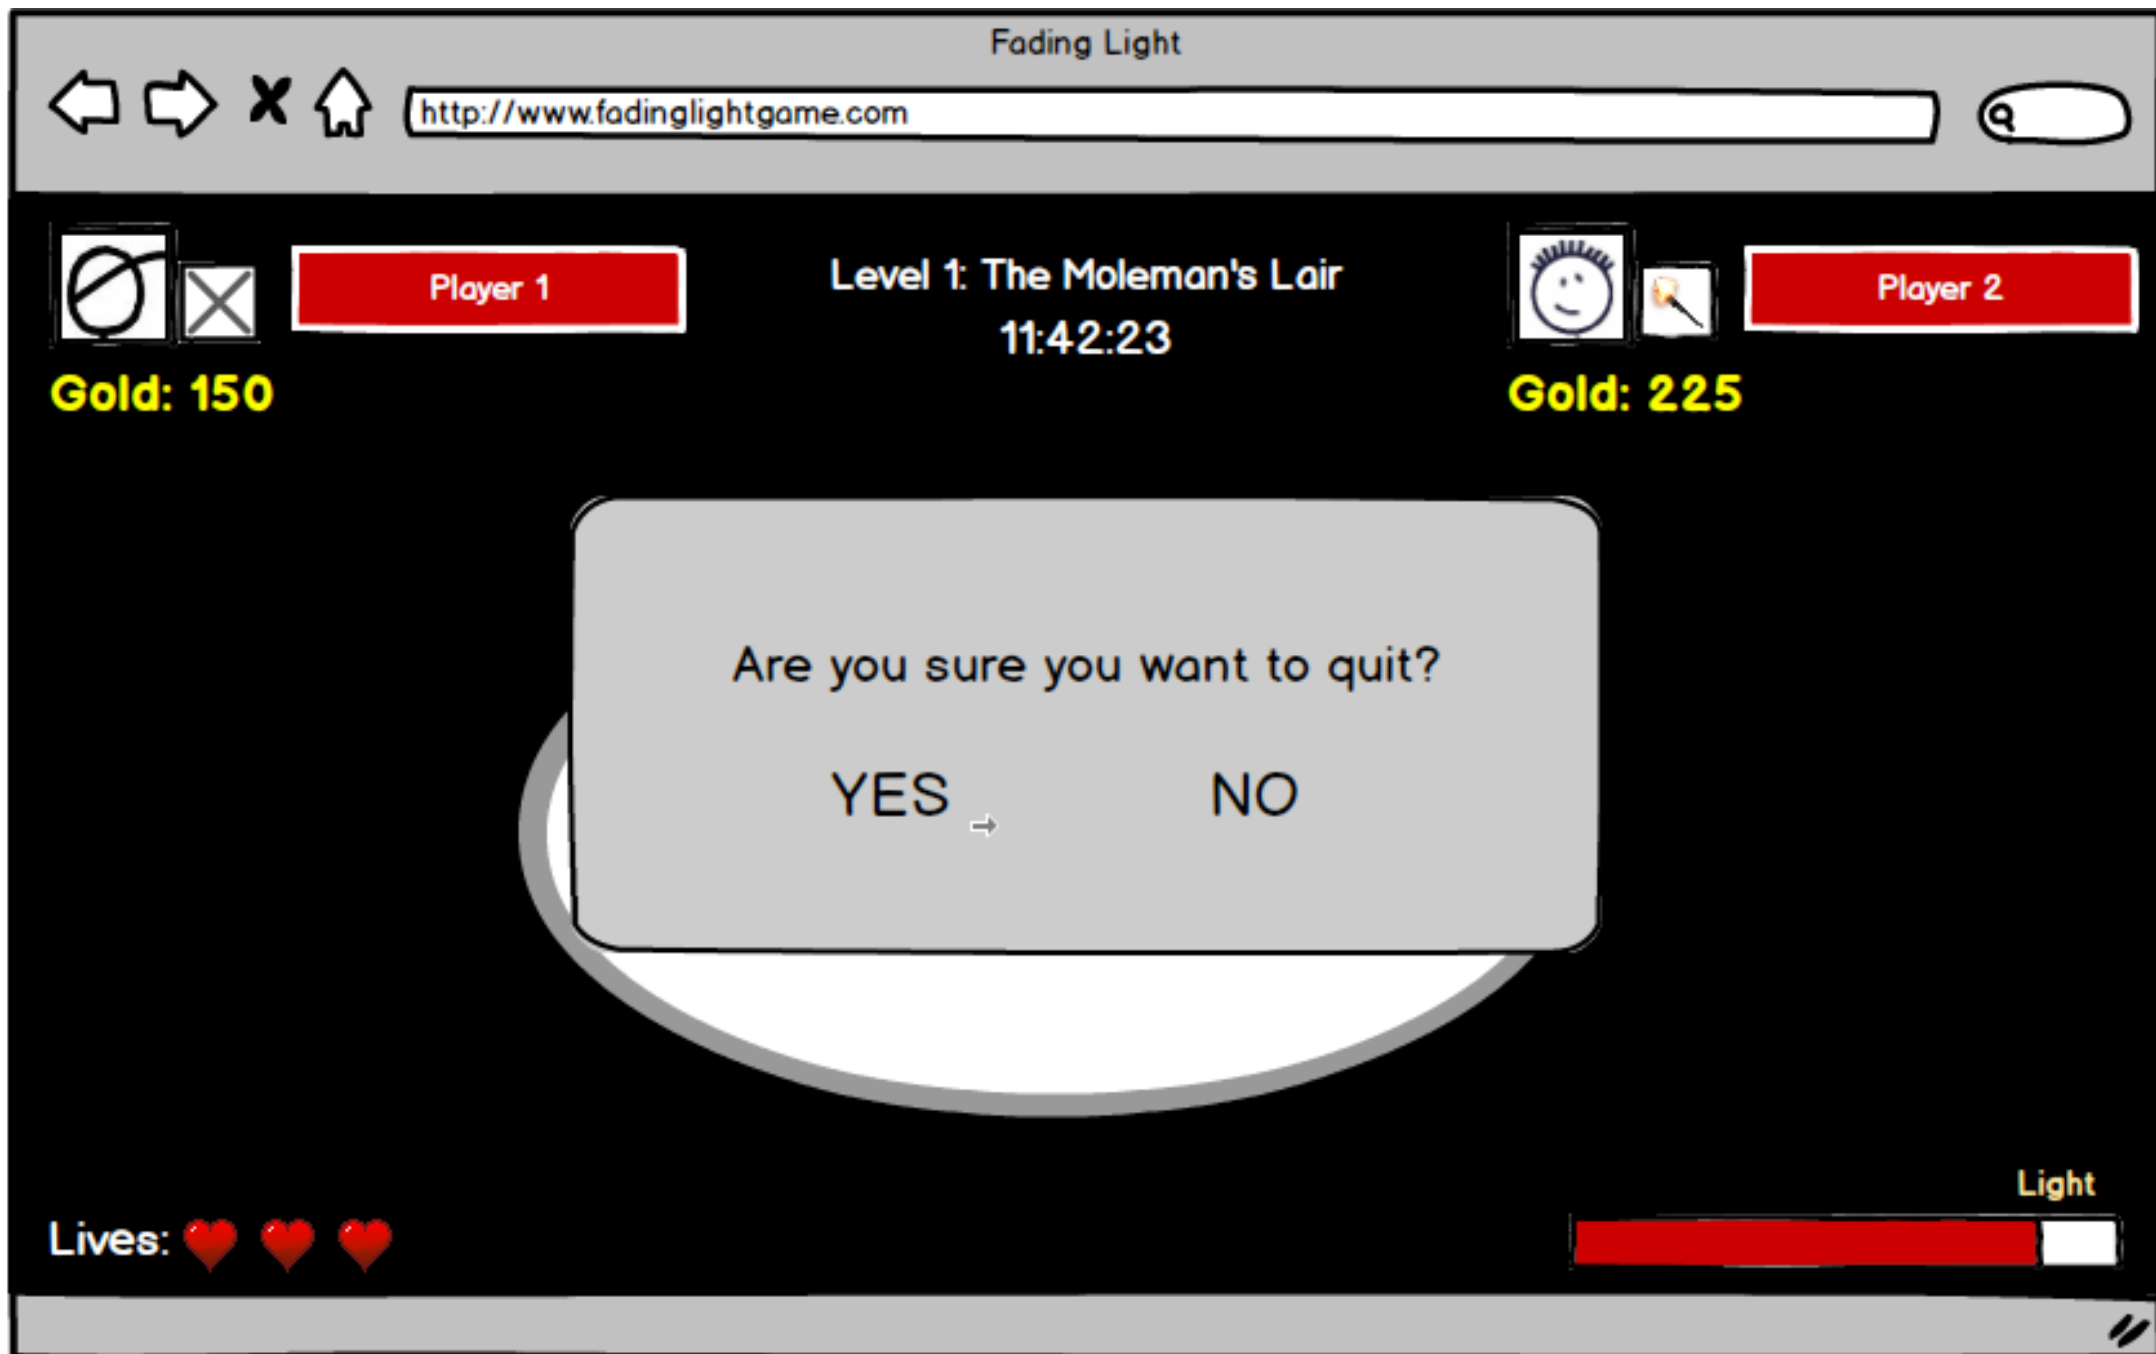 Fading Light
http://www.fadinglightgame.com
Player 1
Level 1: The Moleman's Lair
11:42:23
Player 2
Gold: 150
Gold: 225
Are you sure you want to quit?
YES
NO
Light
Lives: